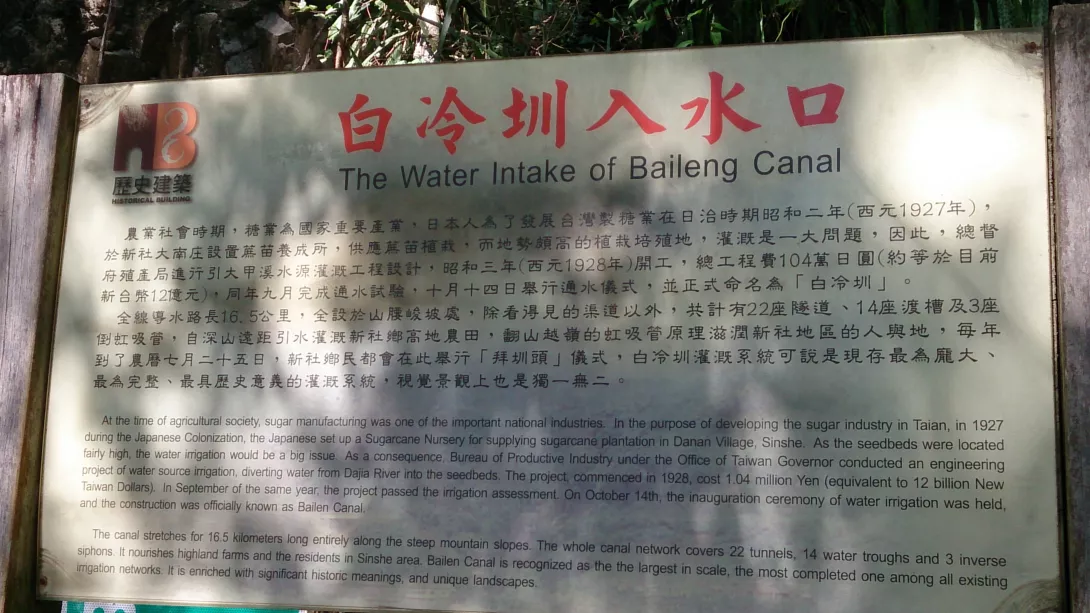 白冷圳入水口
The Water Intake of Baileng Canal
HB
歷史建築
HISTORICAL BUILDING
農業社會時期，糖業為國家重要產業，日本人為了發展台灣製糖業在日治時期昭和二年(西元1927年)，
於新社大南庄設置蔗苗養成所，供應蔗苗植栽，而地勢頗高的植栽培殖地，灌溉是一大問題，因此，總督
府殖產局進行引大甲溪水源灌溉工程設計，昭和三年(西元1928年)開工，總工程費104萬日圓(約等於目前
新台幣12億元)，同年九月完成通水試驗，十月十四日舉行通水儀式，並正式命名為「白冷圳」。
全線導水路長16.5公里，全設於山腰峻坡處，除看得見的渠道以外，共計有22座隧道、14座渡槽及3座
倒虹吸管，自深山遠距引水灌溉新社鄉高地農田，翻山越嶺的虹吸管原理滋潤新社地區的人與地，每年
到了農曆七月二十五日，新社鄉民都會在此舉行「拜圳頭」儀式，白冷圳灌溉系統可說是現存最為龐大、
最為完整、最具歷史意義的灌溉系統，視覺景觀上也是獨一無二。
At the time of agricultural society, sugar manufacturing was one of the important national industries. In the purpose of developing the sugar industry in Taian, in 1927
during the Japanese Colonization, the Japanese set up a Sugarcane Nursery for supplying sugarcane plantation in Danan Village, Sinshe. As the seedbeds were located
fairly high, the water irrigation would be a big issue. As a consequence, Bureau of Productive Industry under the Office of Taiwan Governor conducted an engineering
project of water source irrigation, diverting water from Dajia River into the seedbeds. The project, commenced in 1928, cost 1.04 million Yen (equivalent to 12 billion New
Taiwan Dollars). In September of the same year, the project passed the irrigation assessment. On October 14th, the inauguration ceremony of water irrigation was held,
and the construction was officially known as Bailen Canal.
The canal stretches for 16.5 kilometers long entirely along the steep mountain slopes. The whole canal network covers 22 tunnels, 14 water troughs and 3 inverse
siphons. It nourishes highland farms and the residents in Sinshe area. Bailen Canal is recognized as the the largest in scale, the most completed one among all existing
irrigation networks. It is enriched with significant historic meanings, and unique landscapes.